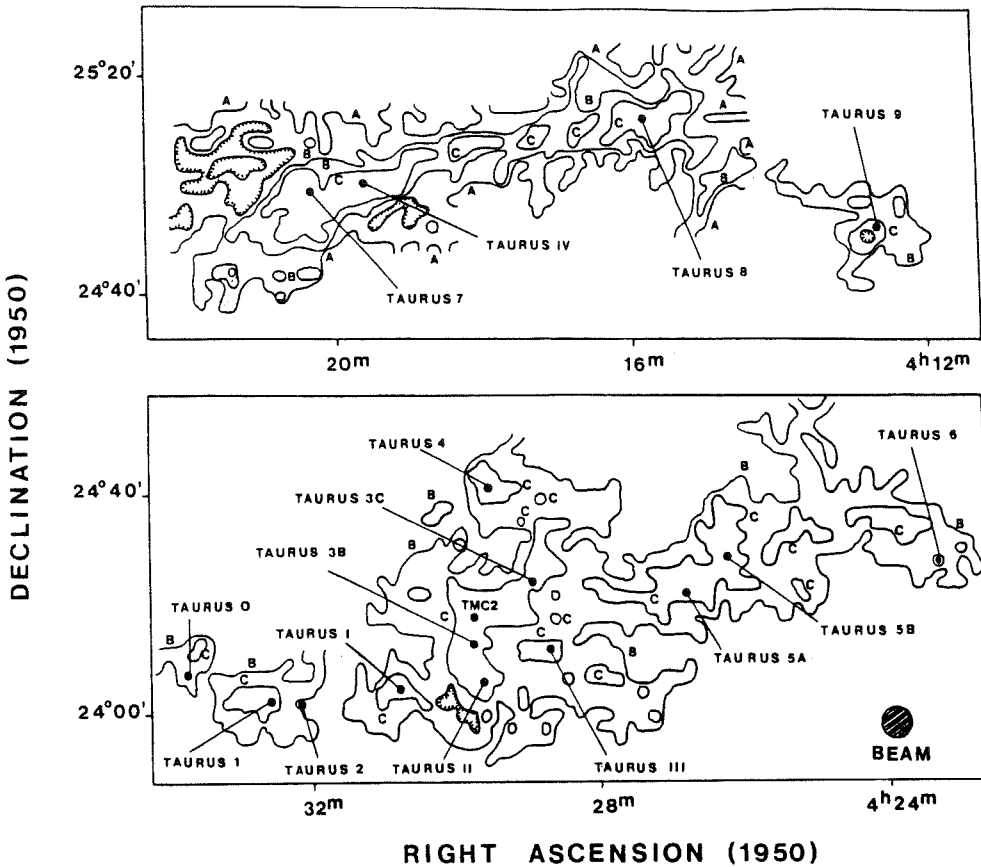 25°20'
24°40'
A
A
A
A
B
C
A
B
B
C
C
C
C
A
B
A
A
A
A
O
B
C
B
TAURUS 9
TAURUS IV
TAURUS 8
TAURUS 7
20m
16m
4h12m
DECLINATION (1950)
24°40'
24°00'
TAURUS 4
TAURUS 3C
TAURUS 3B
TAURUS O
TAURUS I
TMC2
TAURUS 6
TAURUS 5B
TAURUS 5A
B
C
C
C
B
B
C
C
C
B
C
C
B
C
C
C
C
B
C
B
B
C
C
BEAM
TAURUS 1
TAURUS 2
TAURUS II
TAURUS III
32m
28m
4h24m
RIGHT ASCENSION (1950)